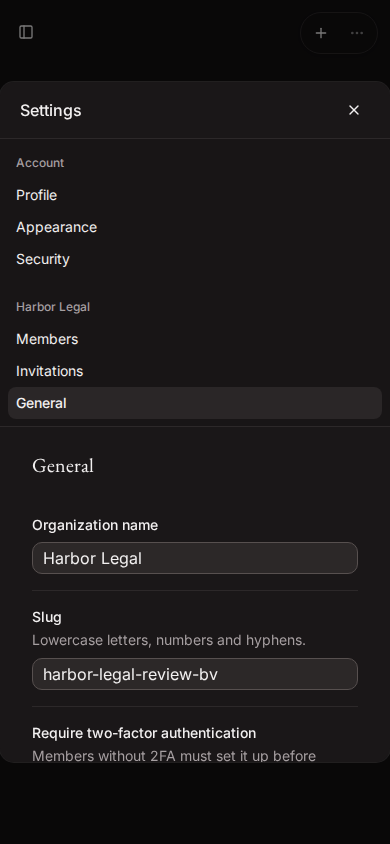 Settings
Account
Profile
Appearance
Security
Harbor Legal
Members
Invitations
General
General
Organization name
Harbor Legal
Slug
Lowercase letters, numbers and hyphens.
harbor-legal-review-bv
Require two-factor authentication
Members without 2FA must set it up before